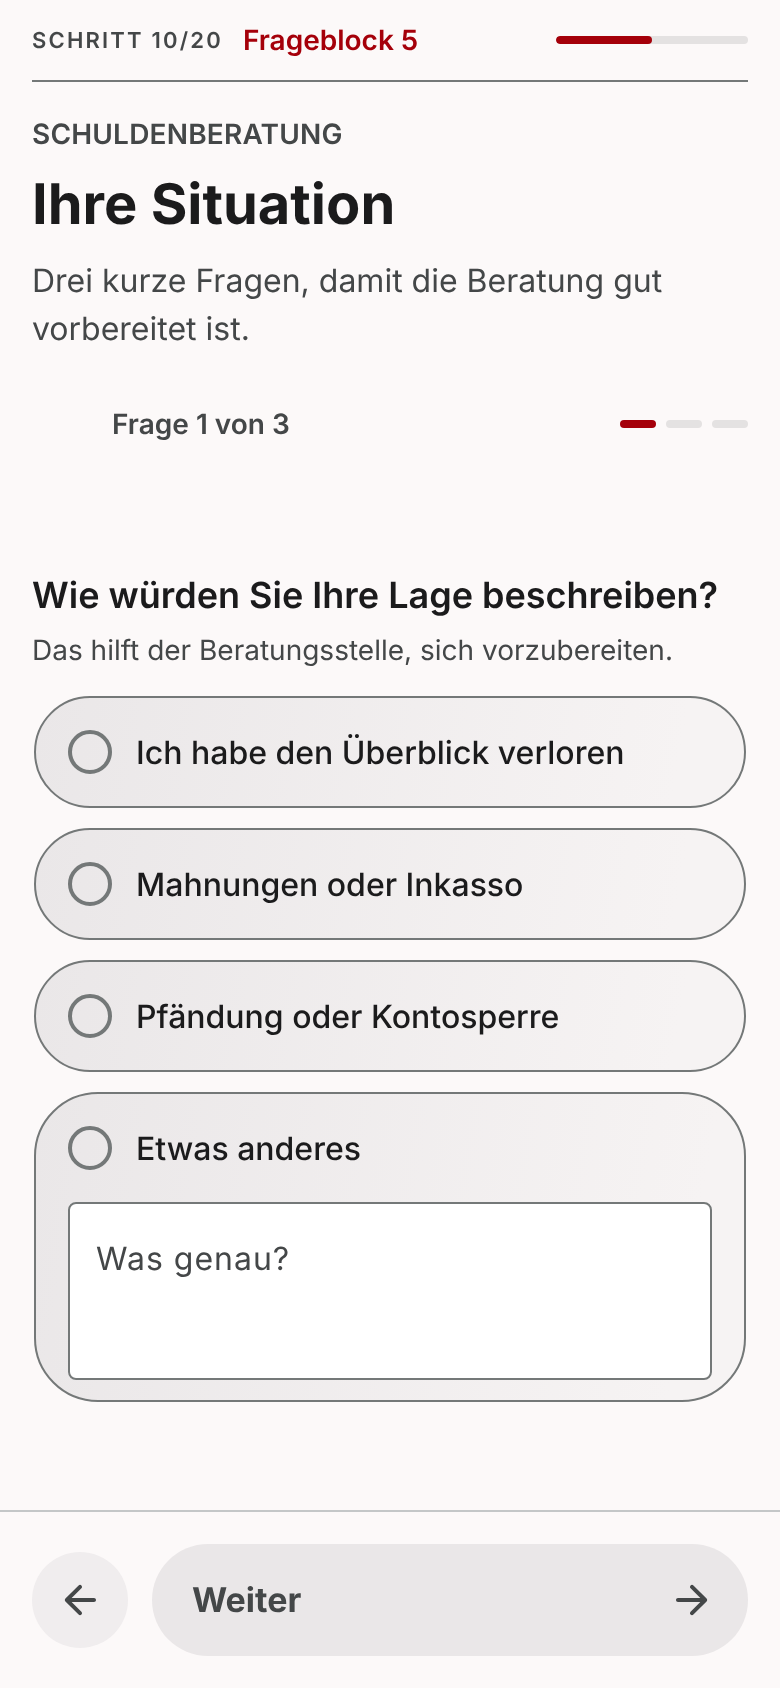 SCHRITT 10/20 Frageblock 5
SCHULDENBERATUNG
Ihre Situation
Drei kurze Fragen, damit die Beratung gut
vorbereitet ist.
Frage 1 von 3
Wie würden Sie Ihre Lage beschreiben?
Das hilft der Beratungsstelle, sich vorzubereiten.
Ich habe den Überblick verloren
Mahnungen oder Inkasso
Pfändung oder Kontosperre
Etwas anderes
Was genau?
Weiter